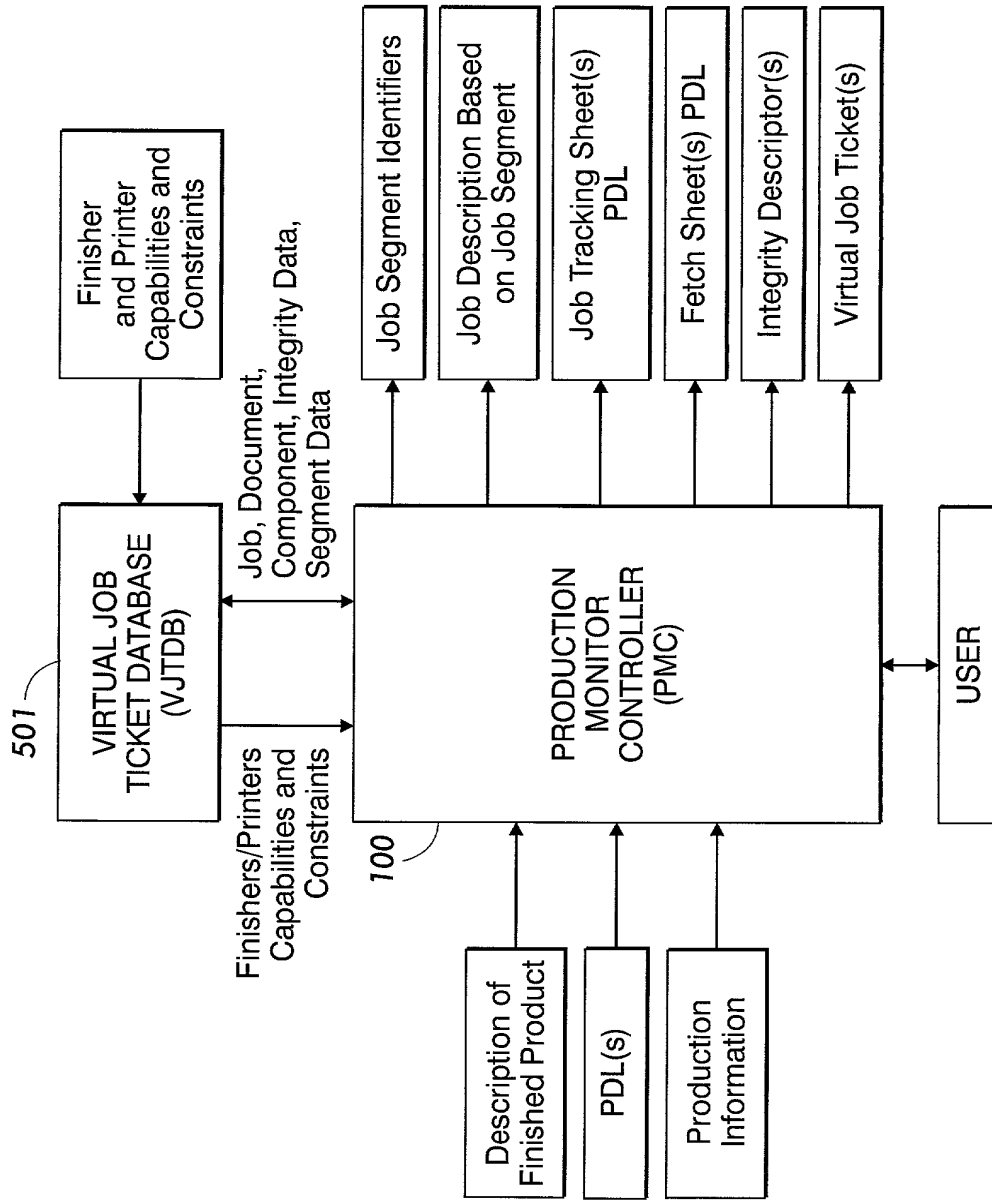 501
VIRTUAL JOB
TICKET DATABASE
(VJTDB)
Finisher
and Printer
Capabilities and
Constraints
Finishers/Printers
Capabilities and
Constraints
Job, Document,
Component, Integrity Data,
Segment Data
100
Description of
Finished Product
PDL(s)
Production
Information
PRODUCTION
MONITOR
CONTROLLER
(PMC)
Job Segment Identifiers
Job Description Based
on Job Segment
Job Tracking Sheet(s)
PDL
Fetch Sheet(s) PDL
Integrity Descriptor(s)
Virtual Job Ticket(s)
USER